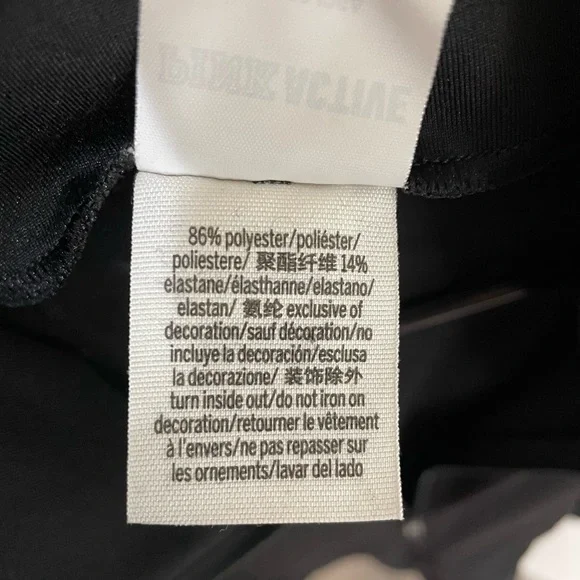 PINK ACTIVE
86% polyester/poliéster/
poliestere/ 聚酯纤维 14%
elastane/élasthanne/elastano/
elastan/ 氨纶 exclusive of
decoration/sauf décoration/no
incluye la decoración/esclusa
la decorazione/ 装饰除外
turn inside out/do not iron on
decoration/retourner le vêtement
à l'envers/ne pas repasser sur
les ornements/lavar del lado